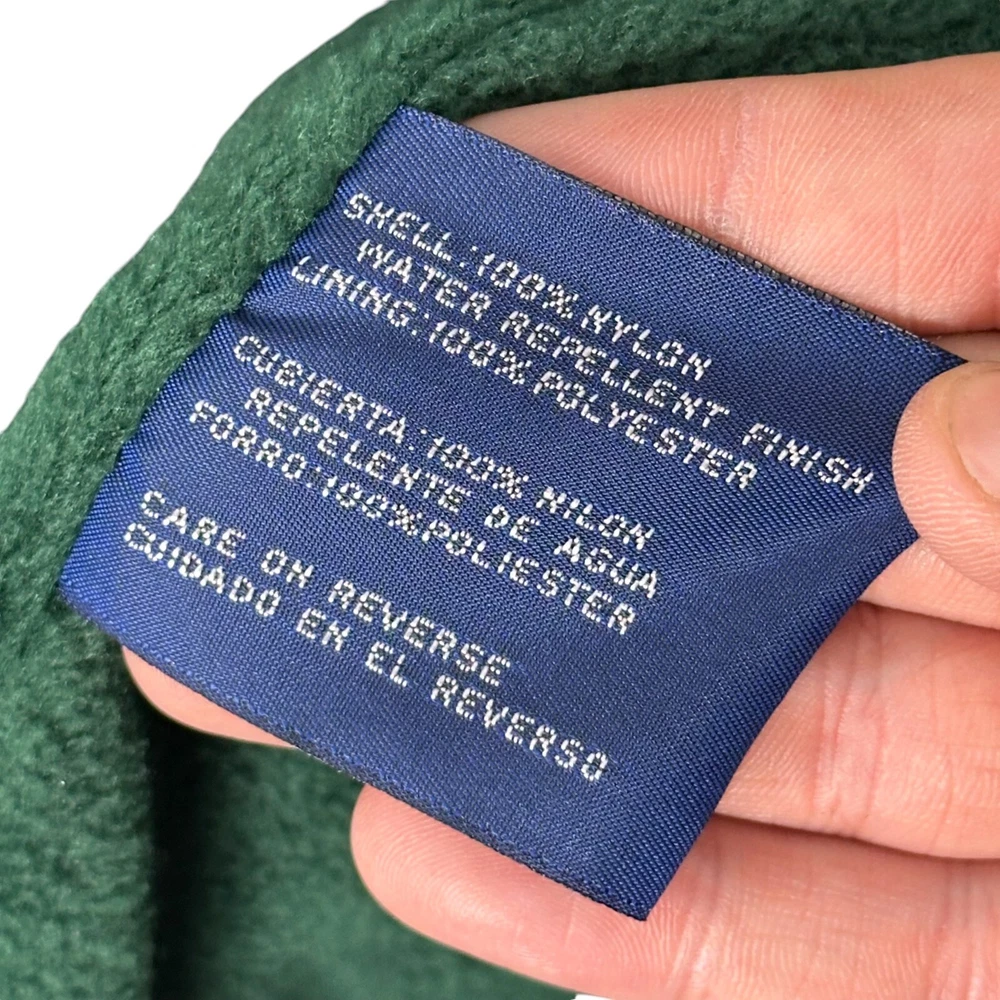 SHELL:100% NYLON
WATER REPELLENT FINISH
LINING:100% POLYESTER
CUBIERTA:100% NILON
REPELENTE DE AGUA
FORRO:100%POLIESTER
CARE ON REVERSE
CUIDADO EN EL REVERSO